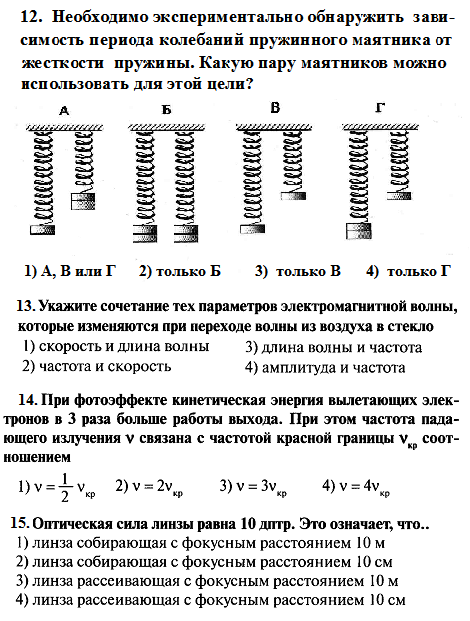 12. Необходимо экспериментально обнаружить зави-
симость периода колебаний пружинного маятника от
жесткости пружины. Какую пару маятников можно
использовать для этой цели?
А Б В Г
1) А, В или Г 2) только Б 3) только В 4) только Г
13. Укажите сочетание тех параметров электромагнитной волны,
которые изменяются при переходе волны из воздуха в стекло
1) скорость и длина волны 3) длина волны и частота
2) частота и скорость 4) амплитуда и частота
14. При фотоэффекте кинетическая энергия вылетающих элек-
тронов в 3 раза больше работы выхода. При этом частота пада-
ющего излучения ν связана с частотой красной границы νкр соот-
ношением
1) ν = 1/2 νкр 2) ν = 2νкр 3) ν = 3νкр 4) ν = 4νкр
15. Оптическая сила линзы равна 10 дптр. Это означает, что..
1) линза собирающая с фокусным расстоянием 10 м
2) линза собирающая с фокусным расстоянием 10 см
3) линза рассеивающая с фокусным расстоянием 10 м
4) линза рассеивающая с фокусным расстоянием 10 см